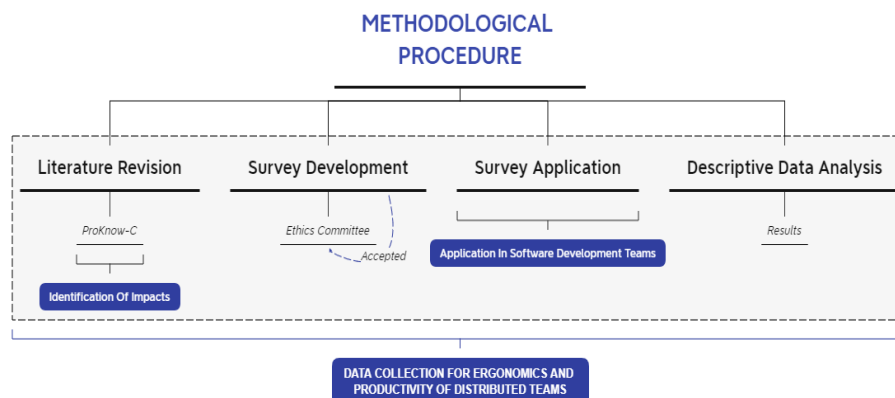 METHODOLOGICAL
PROCEDURE
Literature Revision
Survey Development
Survey Application
Descriptive Data Analysis
ProKnow-C
Ethics Committee
Accepted
Results
Application In Software Development Teams
Identification Of Impacts
DATA COLLECTION FOR ERGONOMICS AND
PRODUCTIVITY OF DISTRIBUTED TEAMS